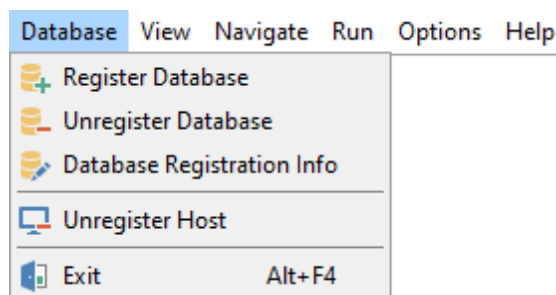 Database View Navigate Run Options Help
Register Database
Unregister Database
Database Registration Info
Unregister Host
Exit Alt+F4